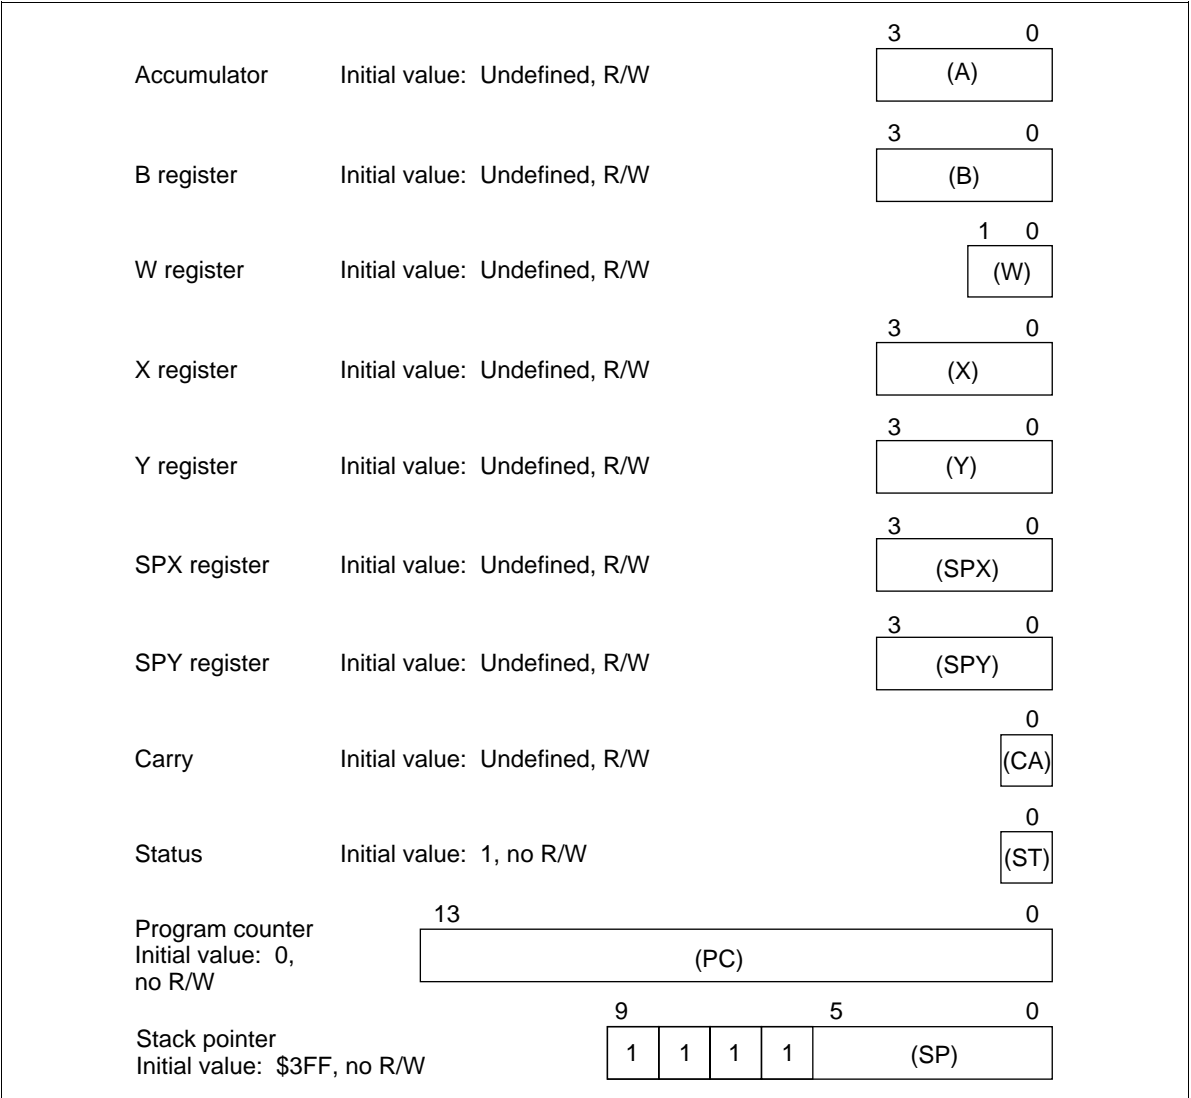 3 0
Accumulator Initial value: Undefined, R/W (A)
3 0
B register Initial value: Undefined, R/W (B)
1 0
W register Initial value: Undefined, R/W (W)
3 0
X register Initial value: Undefined, R/W (X)
3 0
Y register Initial value: Undefined, R/W (Y)
3 0
SPX register Initial value: Undefined, R/W (SPX)
3 0
SPY register Initial value: Undefined, R/W (SPY)
0
Carry Initial value: Undefined, R/W (CA)
0
Status Initial value: 1, no R/W (ST)
13 0
Program counter
Initial value: 0, (PC)
no R/W
9 5 0
Stack pointer
1 1 1 1 (SP)
Initial value: $3FF, no R/W